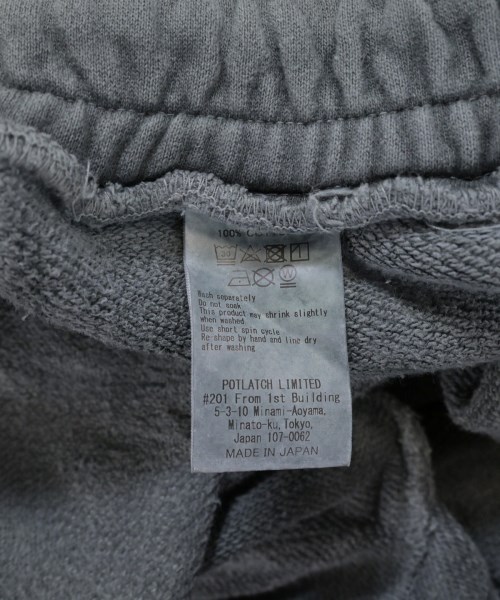 100%
Wash separately
Do not soak
This product may shrink slightly
when washed.
Use short spin cycle
Re-shape by hand and line dry
after washing
POTLATCH LIMITED
#201 From 1st Building
5-3-10 Minami-Aoyama,
Minato-ku, Tokyo,
Japan 107-0062
MADE IN JAPAN